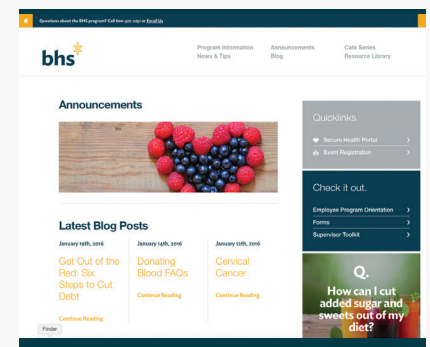 Questions about the BHS program? Call 800-327-2251 or Email Us
bhs
Program Information
Announcements
Cafe Series
News & Tips
Blog
Resource Library
Announcements
Quicklinks
Secure Health Portal
Event Registration
Check it out.
Employee Program Orientation
Forms
Supervisor Toolkit
Latest Blog Posts
January 19th, 2016
January 14th, 2016
January 12th, 2016
Get Out of the
Red: Six
Steps to Cut
Debt
Donating
Blood FAQs
Cervical
Cancer
Continue Reading
Continue Reading
Continue Reading
Q.
How can I cut
added sugar and
sweets out of my
diet?
Finder